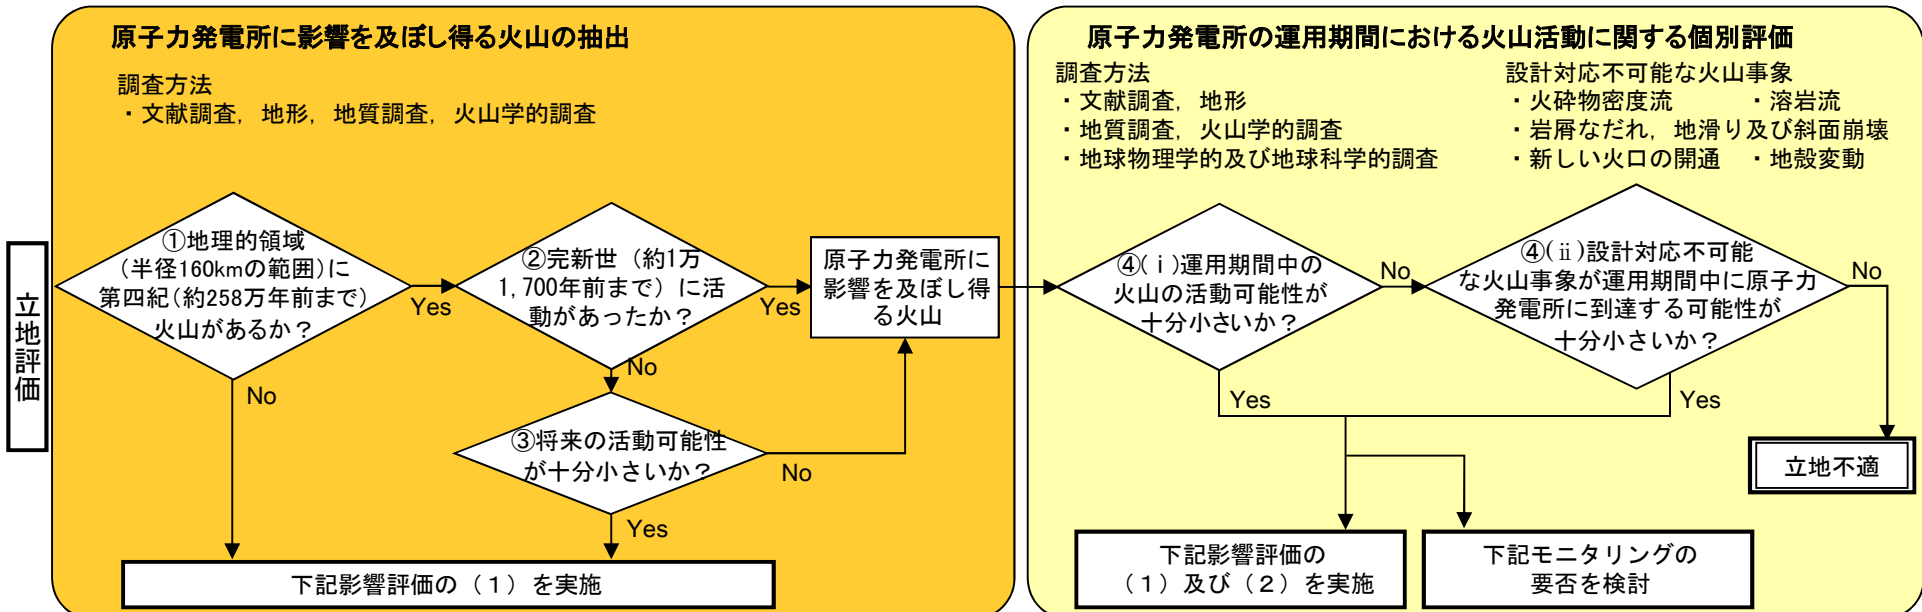 立地評価
原子力発電所に影響を及ぼし得る火山の抽出
調査方法
・文献調査，地形，地質調査，火山学的調査
①地理的領域
（半径160kmの範囲）に
第四紀（約258万年前まで）
火山があるか？
Yes
No
②完新世（約1万
1,700年前まで）に活
動があったか？
Yes
No
③将来の活動可能性
が十分小さいか？
No
Yes
原子力発電所に
影響を及ぼし得
る火山
下記影響評価の（１）を実施
原子力発電所の運用期間における火山活動に関する個別評価
調査方法
・文献調査，地形
・地質調査，火山学的調査
・地球物理学的及び地球科学的調査
設計対応不可能な火山事象
・火砕物密度流　・溶岩流
・岩屑なだれ，地滑り及び斜面崩壊
・新しい火口の開通　・地殻変動
④(ⅰ)運用期間中の
火山の活動可能性が
十分小さいか？
No
Yes
④(ⅱ)設計対応不可能
な火山事象が運用期間中に原子力
発電所に到達する可能性が
十分小さいか？
No
Yes
立地不適
下記影響評価の
（１）及び（２）を実施
下記モニタリングの
要否を検討